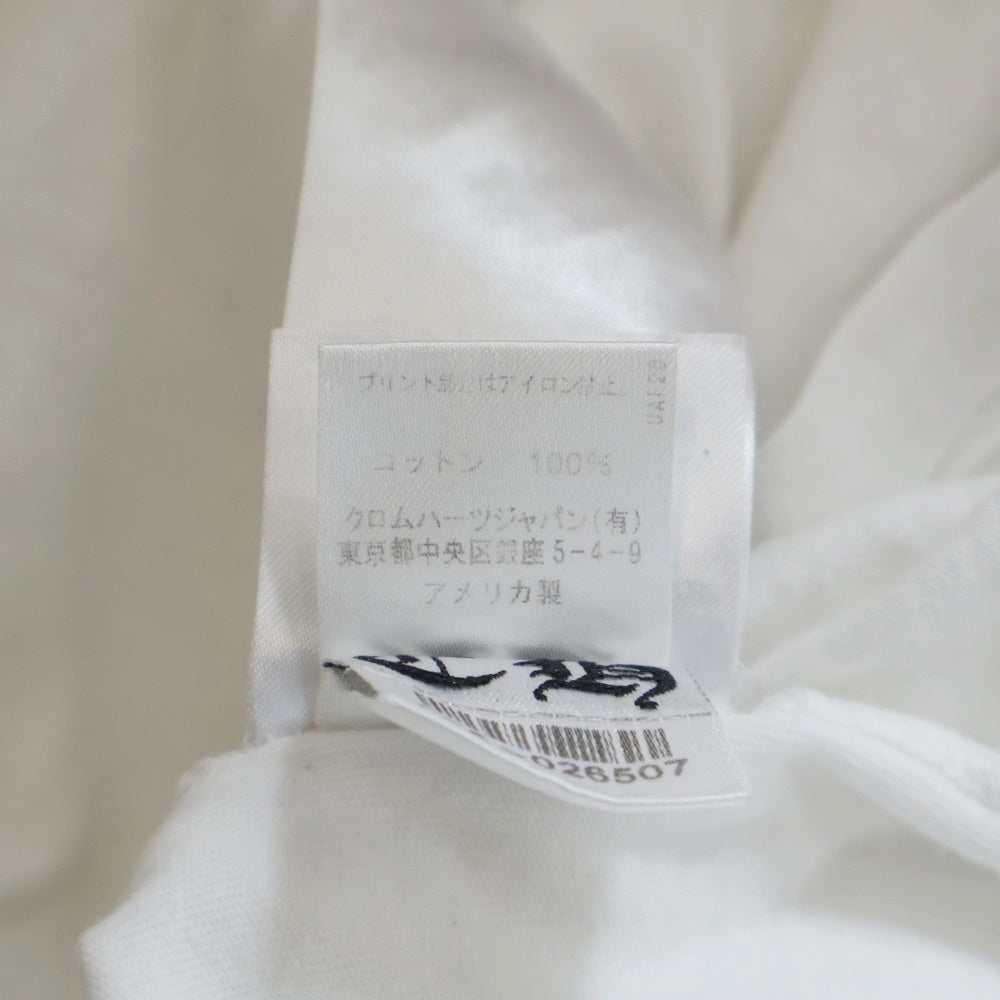 プリント部分はアイロン禁止。
コットン 100%
クロムハーツジャパン(有)
東京都中央区銀座5-4-9
アメリカ製
026507